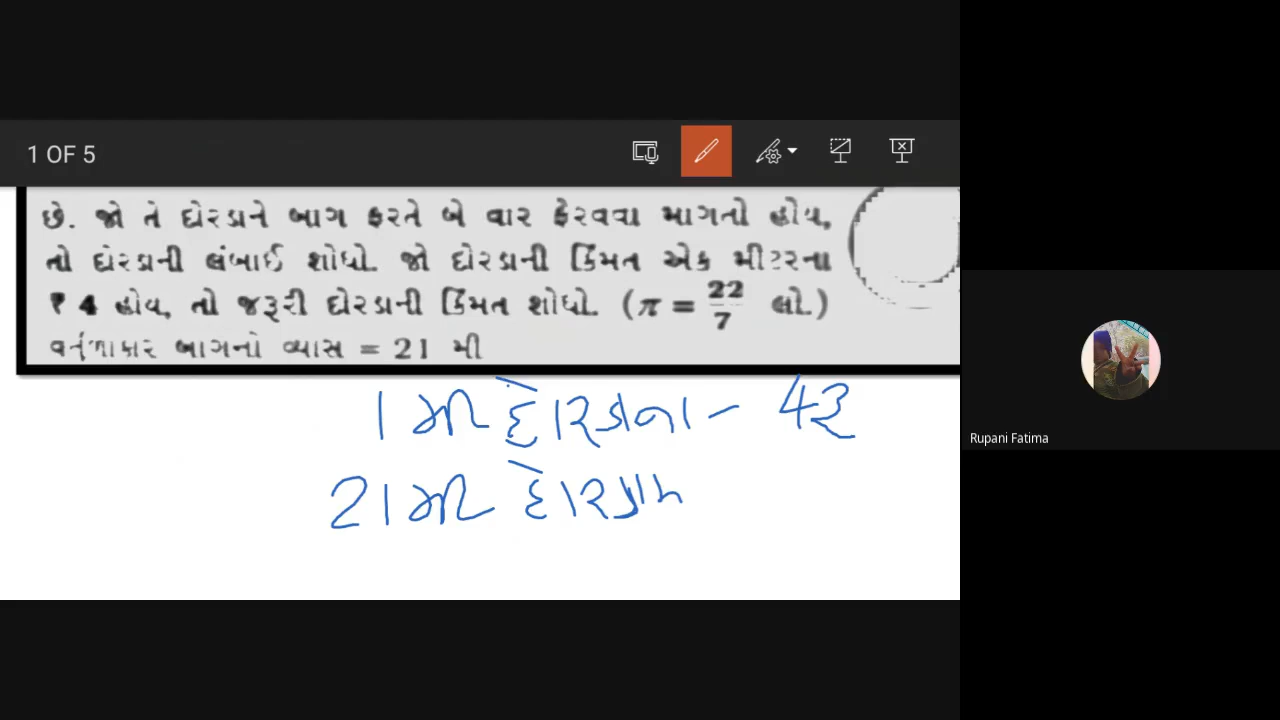 1 OF 5
છે. જો તે દોરડાને બાગ ફરતે બે વાર ફેરવવા માગતો હોય,
તો દોરડાની લંબાઈ શોધો. જો દોરડાની કિંમત એક મીટરના
₹ 4 હોય, તો જરૂરી દોરડાની કિંમત શોધો. (π = 22/7 લો.)
વર્તુળાકાર બાગનો વ્યાસ = 21 મી
1 મી દોરડાના - 4રૂ
21 મી
Rupani Fatima